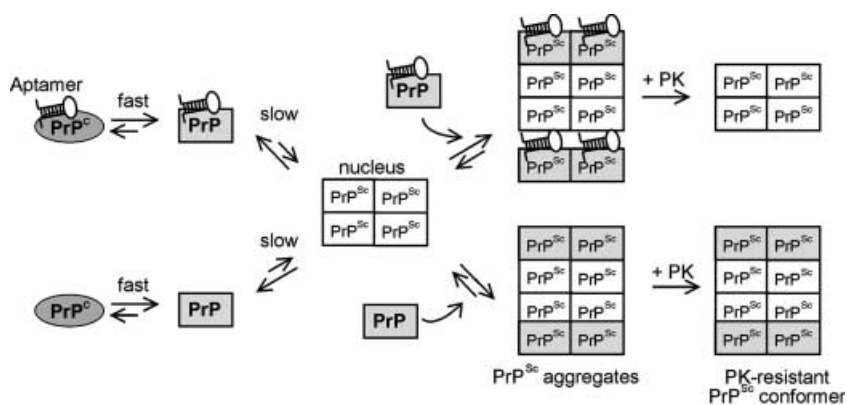 Aptamer
PrP^C
fast
PrP
slow
PrP
PrP^Sc PrP^Sc
PrP^Sc PrP^Sc
PrP^Sc PrP^Sc
PrP^Sc PrP^Sc
+ PK
PrP^Sc PrP^Sc
PrP^Sc PrP^Sc
nucleus
PrP^Sc PrP^Sc
PrP^Sc PrP^Sc
PrP^C
fast
PrP
slow
PrP
PrP^Sc PrP^Sc
PrP^Sc PrP^Sc
PrP^Sc PrP^Sc
PrP^Sc PrP^Sc
PrP^Sc aggregates
+ PK
PrP^Sc PrP^Sc
PrP^Sc PrP^Sc
PrP^Sc PrP^Sc
PrP^Sc PrP^Sc
PK-resistant
PrP^Sc conformer